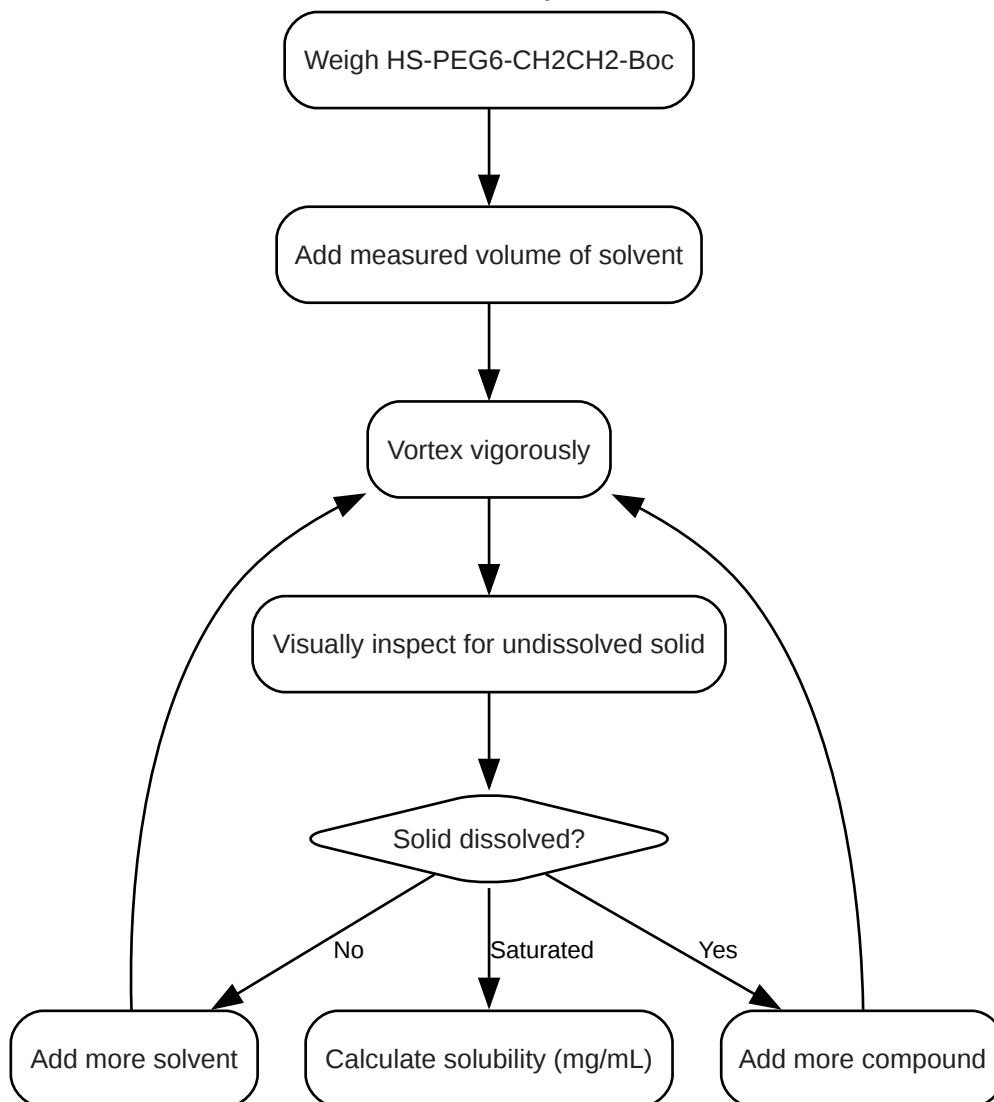 Weigh HS-PEG6-CH2CH2-Boc
Add measured volume of solvent
Vortex vigorously
Visually inspect for undissolved solid
Solid dissolved?
No
Saturated
Yes
Add more solvent
Calculate solubility (mg/mL)
Add more compound